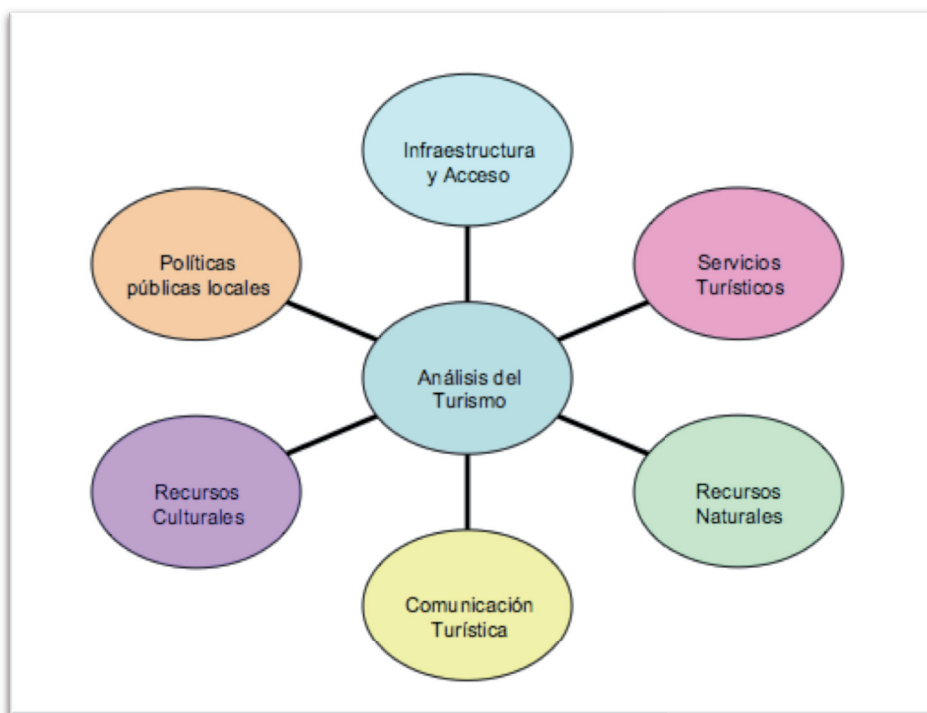 Infraestructura
y Acceso
Políticas
públicas locales
Servicios
Turísticos
Análisis del
Turismo
Recursos
Culturales
Recursos
Naturales
Comunicación
Turística